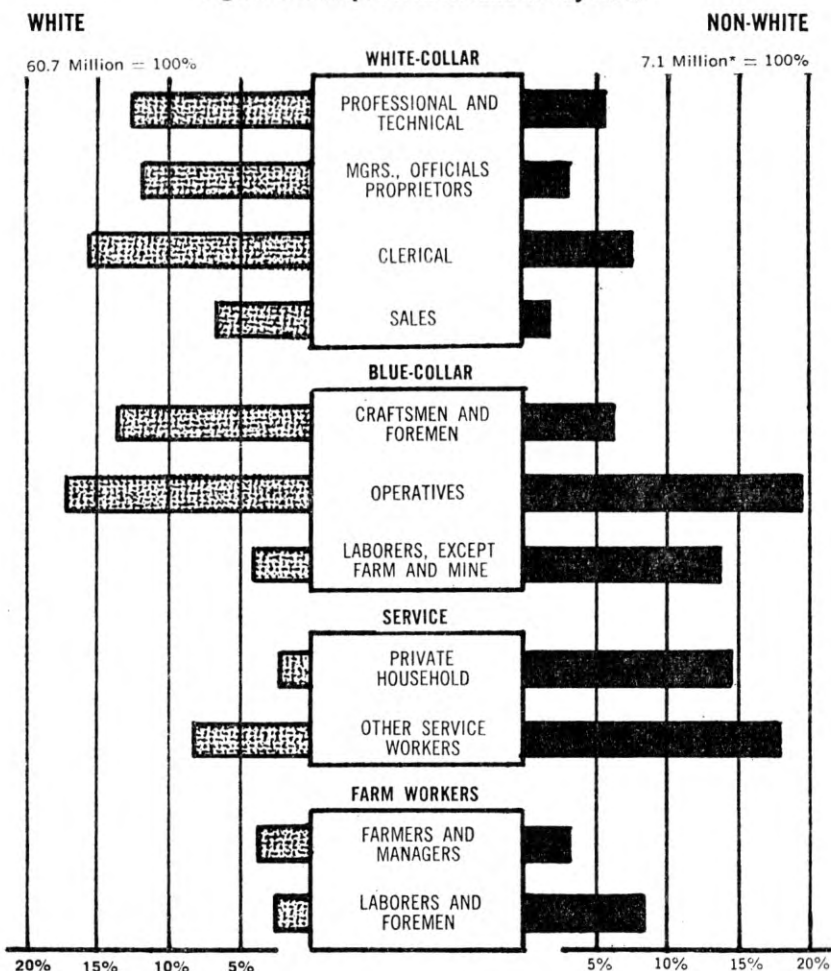 WHITE
NON-WHITE
60.7 Million = 100%
7.1 Million* = 100%
WHITE-COLLAR
PROFESSIONAL AND
TECHNICAL
MGRS., OFFICIALS
PROPRIETORS
CLERICAL
SALES
BLUE-COLLAR
CRAFTSMEN AND
FOREMEN
OPERATIVES
LABORERS, EXCEPT
FARM AND MINE
SERVICE
PRIVATE
HOUSEHOLD
OTHER SERVICE
WORKERS
FARM WORKERS
FARMERS AND
MANAGERS
LABORERS AND
FOREMEN
20% 15% 10% 5% 5% 10% 15% 20%